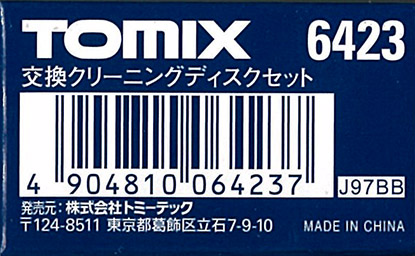 TOMIX 6423
交換クリーニングディスクセット
4 904810 064237 J97BB
発売元:株式会社トミーテック
〒124-8511 東京都葛飾区立石7-9-10 MADE IN CHINA